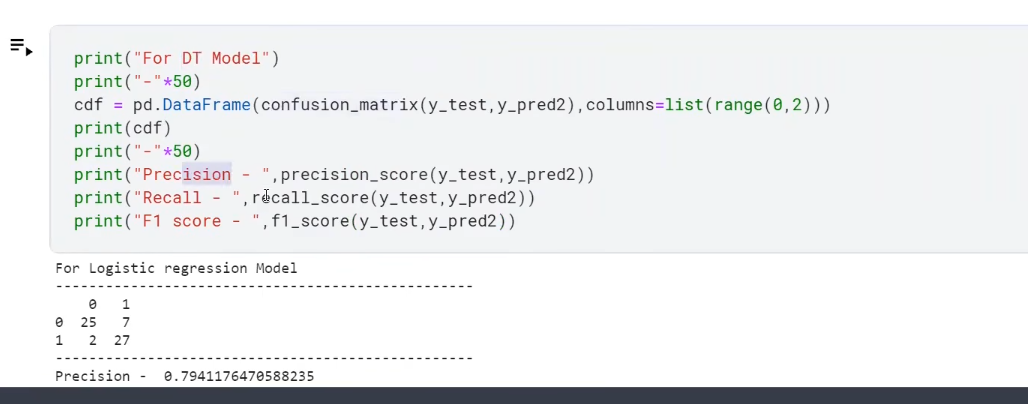 print("For DT Model")
print("-"*50)
cdf = pd.DataFrame(confusion_matrix(y_test,y_pred2),columns=list(range(0,2)))
print(cdf)
print("-"*50)
print("Precision - ",precision_score(y_test,y_pred2))
print("Recall - ",recall_score(y_test,y_pred2))
print("F1 score - ",f1_score(y_test,y_pred2))
For Logistic regression Model
--------------------------------------------------
0 1
0 25 7
1 2 27
--------------------------------------------------
Precision - 0.7941176470588235